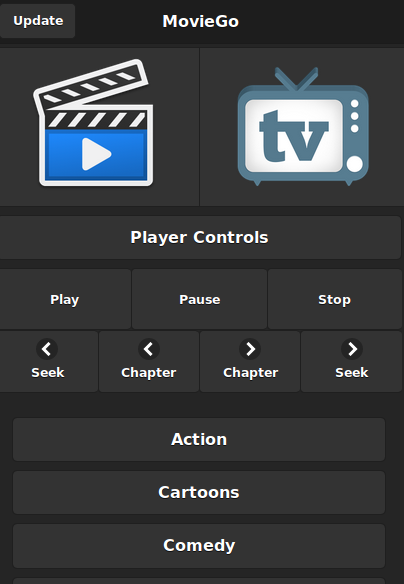 Update
MovieGo
tv
Player Controls
Play
Pause
Stop
Seek
Chapter
Chapter
Seek
Action
Cartoons
Comedy